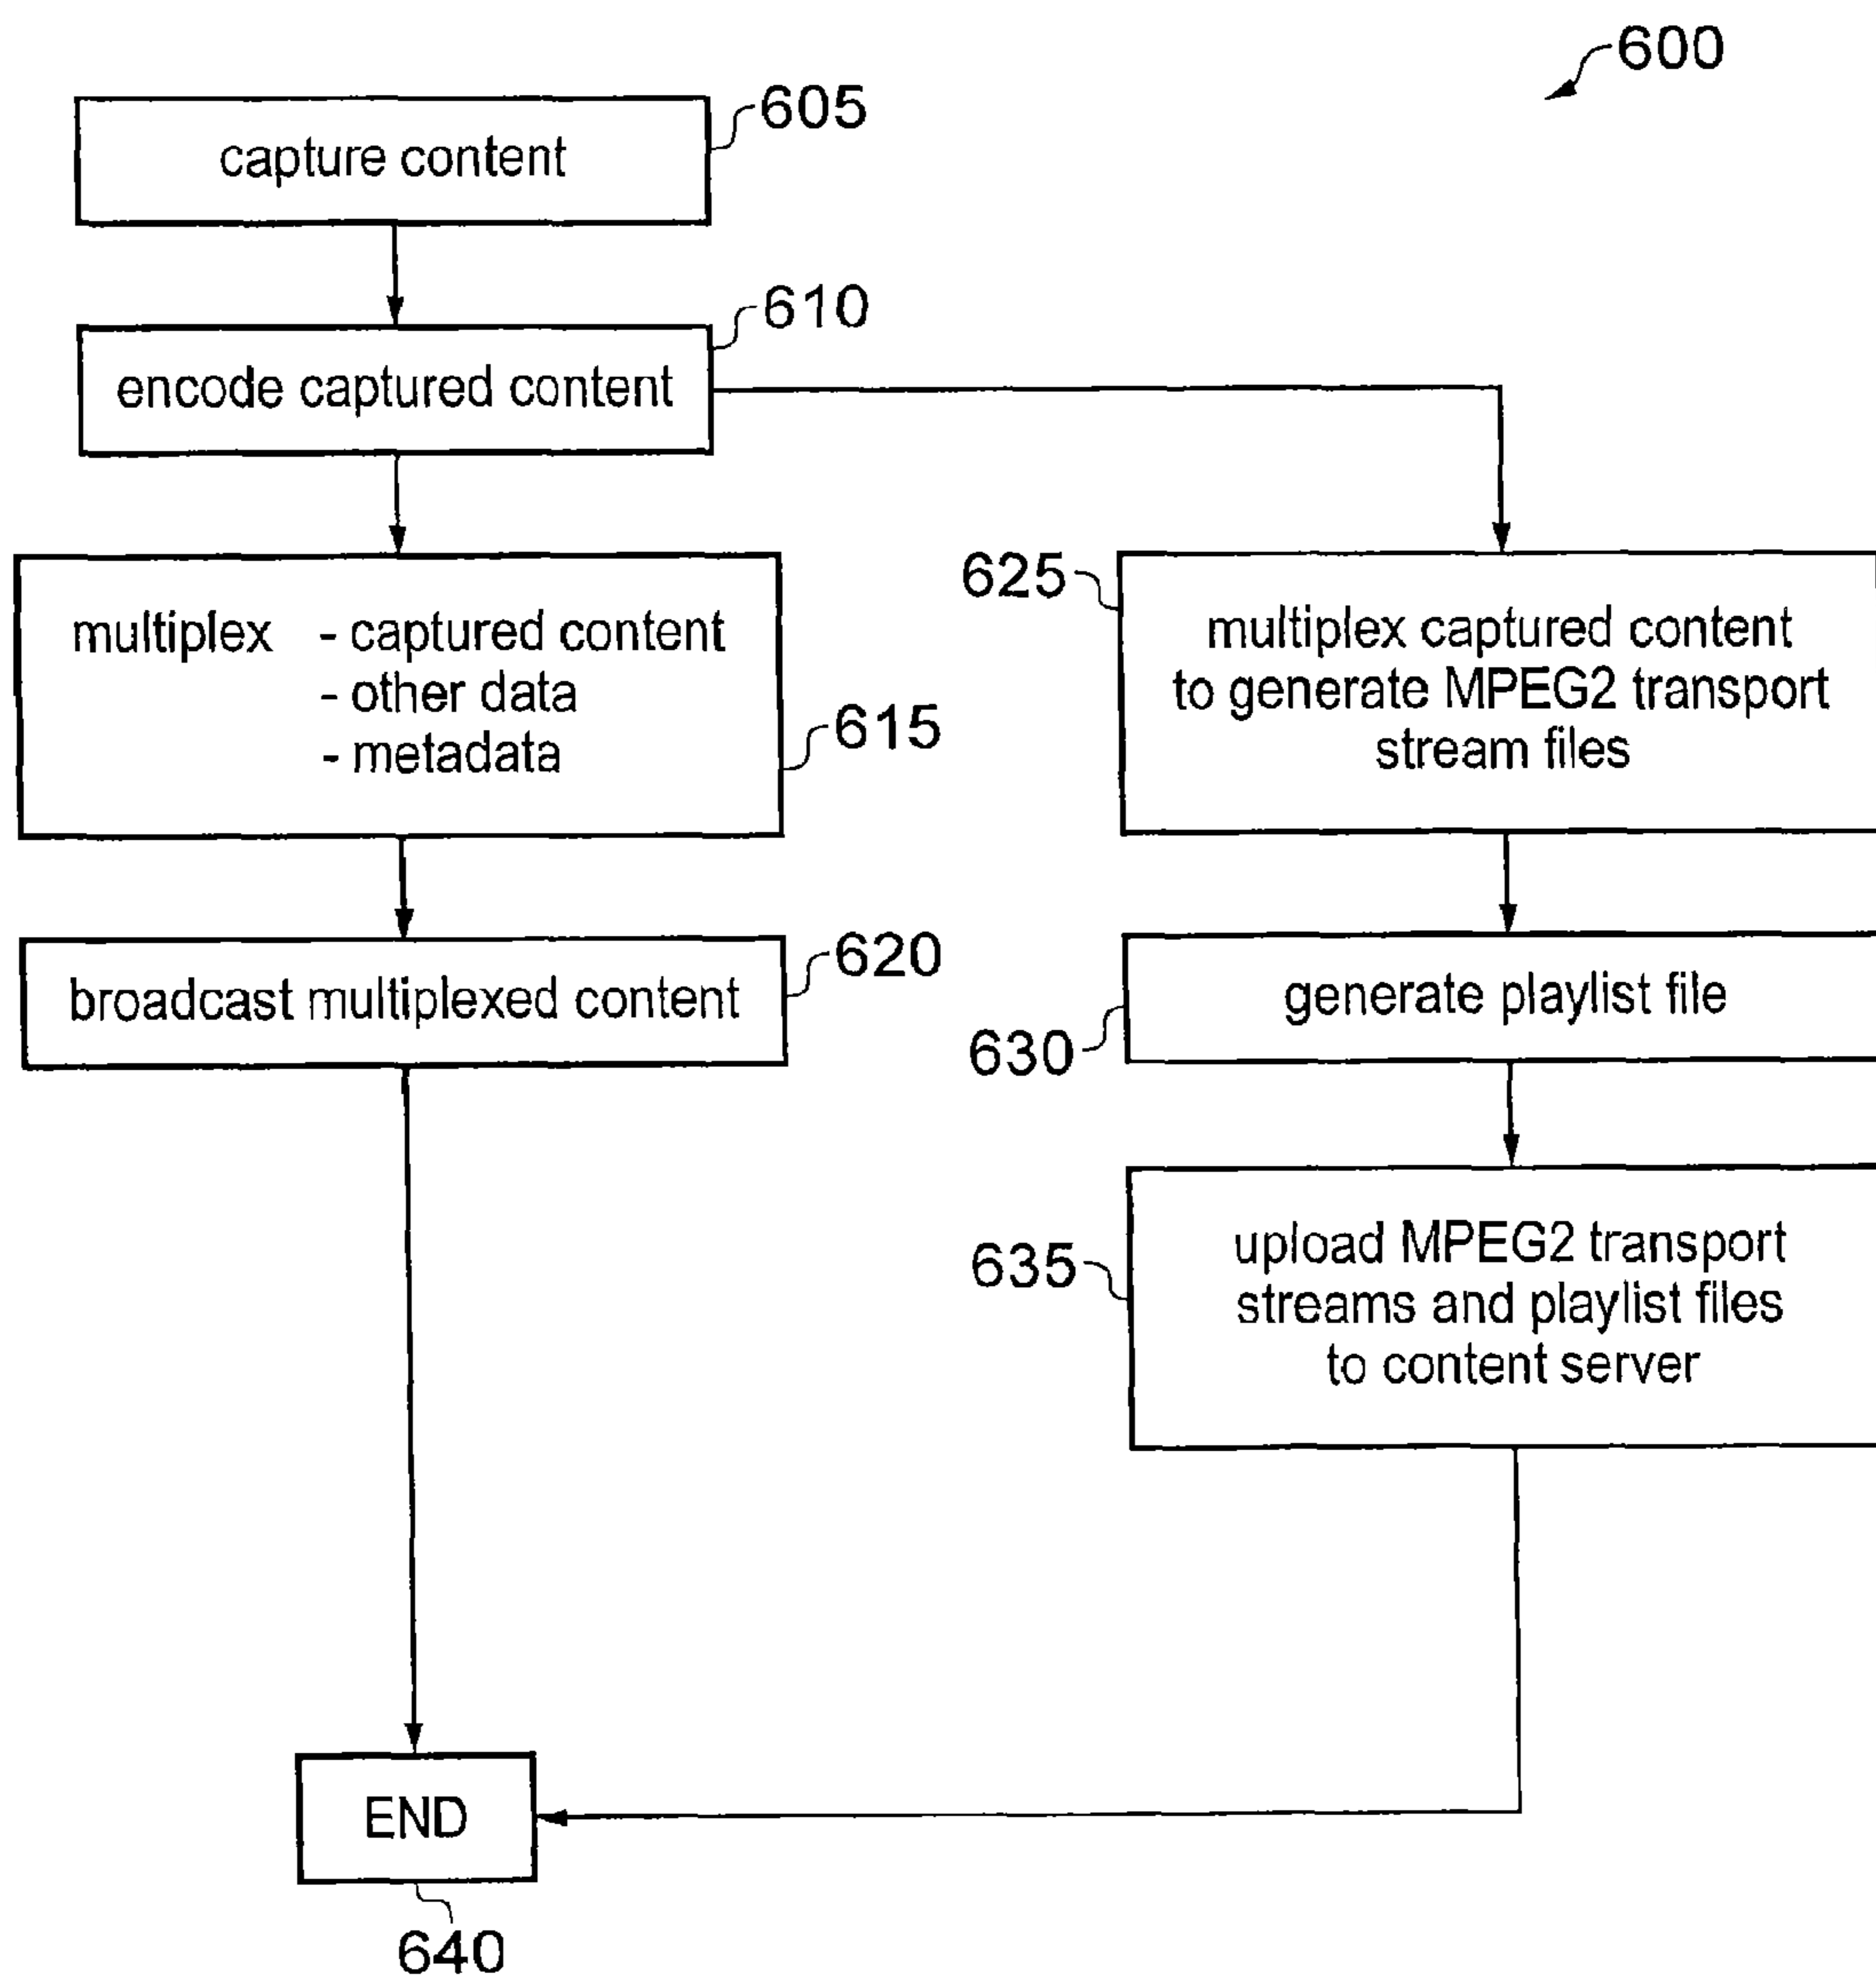 600
605
capture content
610
encode captured content
multiplex - captured content
- other data
- metadata
615
625
multiplex captured content
to generate MPEG2 transport
stream files
broadcast multiplexed content
620
generate playlist file
630
635
upload MPEG2 transport
streams and playlist files
to content server
END
640